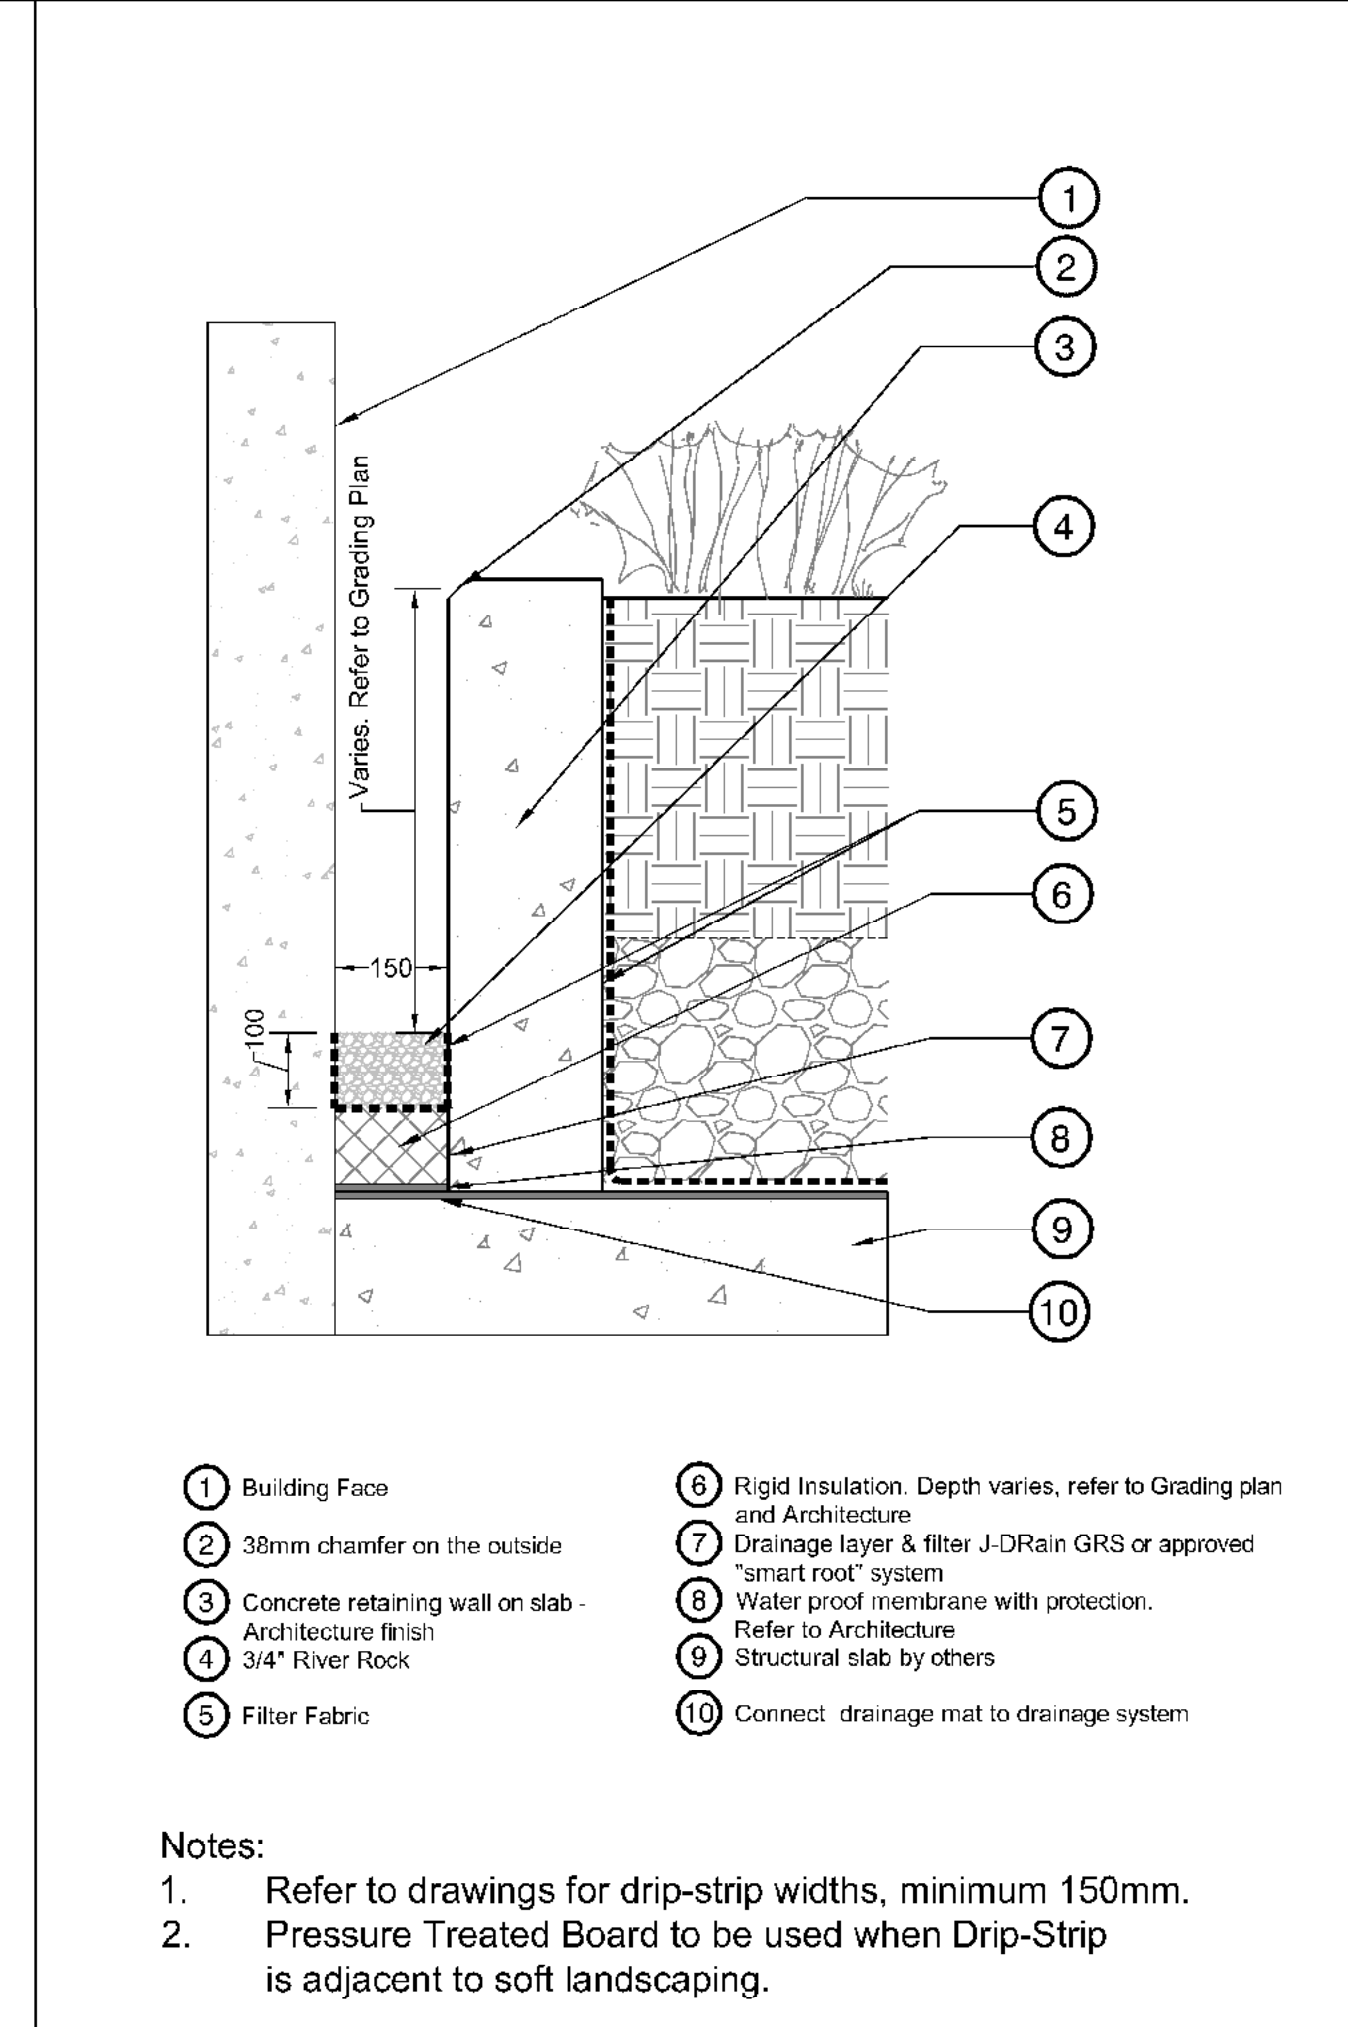 1
2
3
Varies. Refer to Grading Plan
4
5
6
150
100
7
8
9
10
1 Building Face
2 38mm chamfer on the outside
3 Concrete retaining wall on slab -
Architecture finish
4 3/4" River Rock
5 Filter Fabric
6 Rigid Insulation. Depth varies, refer to Grading plan
and Architecture
7 Drainage layer & filter J-DRain GRS or approved
"smart root" system
8 Water proof membrane with protection.
Refer to Architecture
9 Structural slab by others
10 Connect drainage mat to drainage system
Notes:
1. Refer to drawings for drip-strip widths, minimum 150mm.
2. Pressure Treated Board to be used when Drip-Strip
is adjacent to soft landscaping.